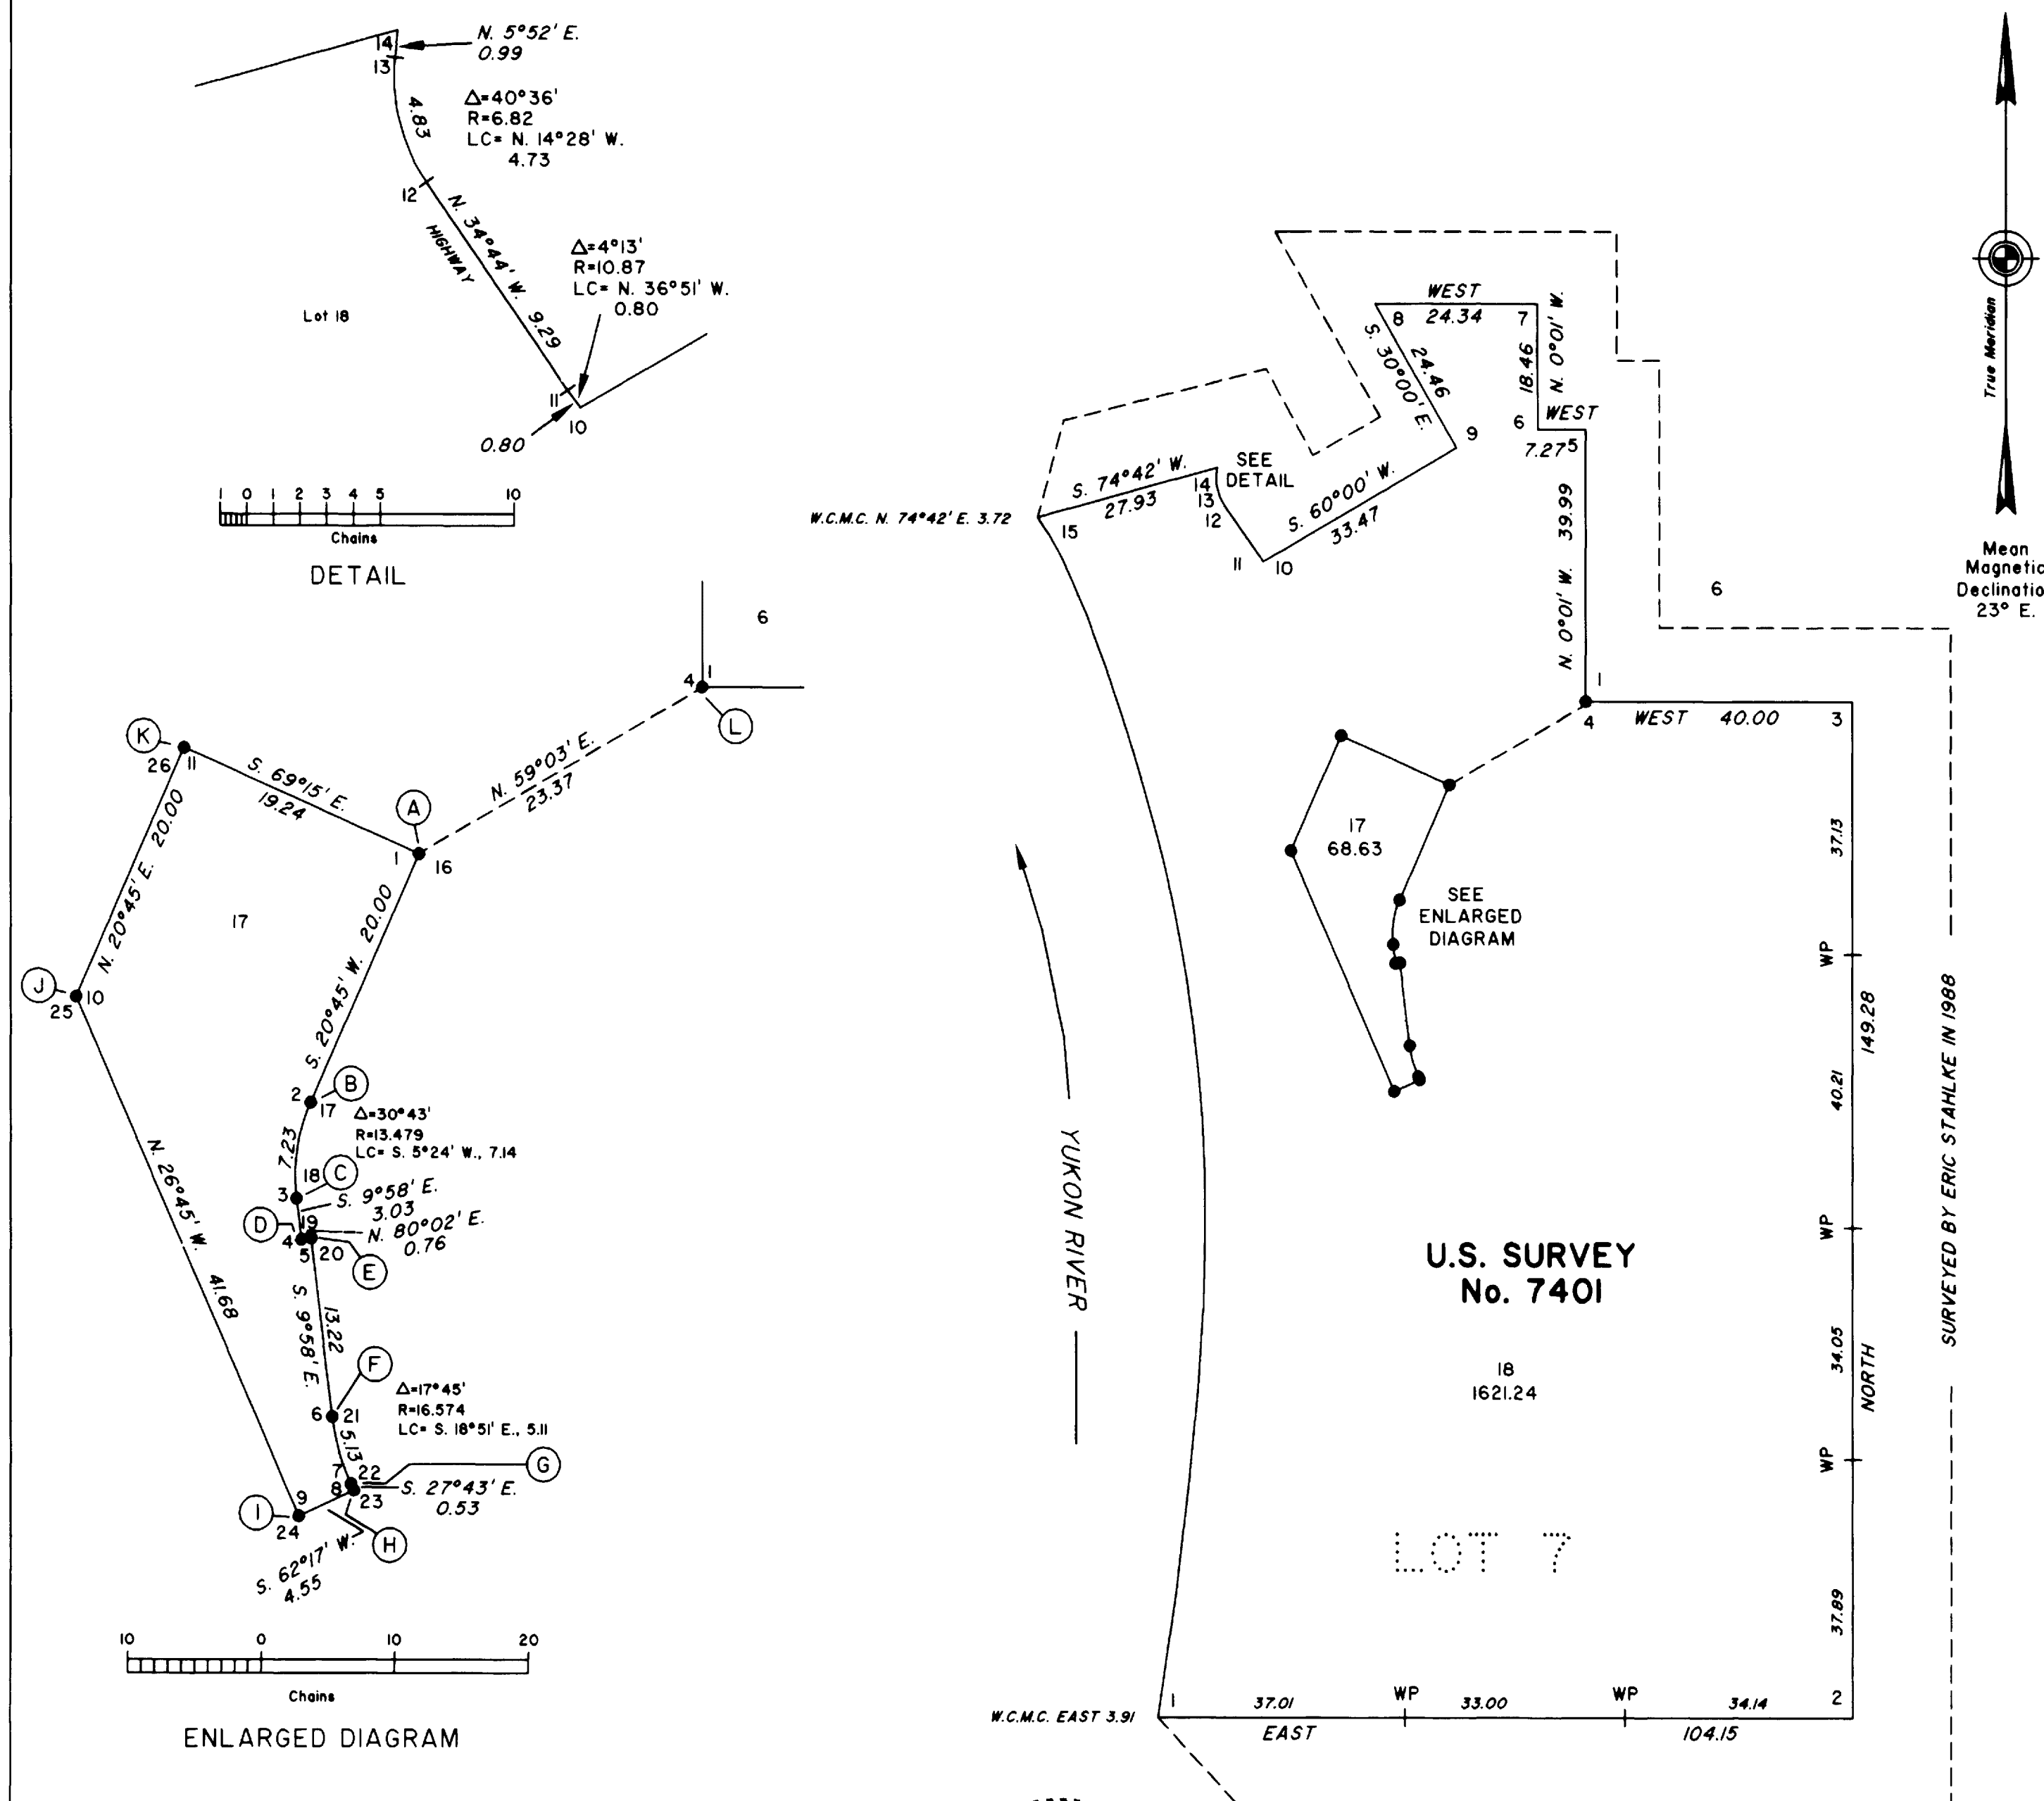 N. 5°52' E.
0.99
14
13
4.83
Δ=40°36'
R=6.82
LC= N. 14°28' W.
4.73
12
N. 34°44' W. 9.29
HIGHWAY
Δ=4°13'
R=10.87
LC= N. 36°51' W.
0.80
Lot 18
11
10
0.80
1 0 1 2 3 4 5 10
Chains
DETAIL
6
4 1
L
K
26 11
S. 69°15' E.
19.24
N. 59°03' E.
23.37
A
1 16
N. 20°45' E. 20.00
17
J
10
25
S. 20°45' W. 20.00
2
B
17
Δ=30°43'
R=13.479
LC= S. 5°24' W., 7.14
7.23
18
C
3
S. 9°58' E.
3.03
D
19
N. 80°02' E.
0.76
4
5 20
E
N. 26°45' W. 41.68
S. 9°58' E.
13.22
F
6 21
Δ=17°45'
R=16.574
LC= S. 18°51' E., 5.11
5.13
G
7 22
8 23
S. 27°43' E.
0.53
I
9
24
H
S. 62°17' W.
4.55
10 0 10 20
Chains
ENLARGED DIAGRAM
True Meridian
Mean
Magnetic
Declinatio
23° E.
WEST
24.34
8 7
18.46
N. 0°01' W.
S. 30°00' E.
24.46
6
WEST
7.27
5
9
S. 60°00' W.
33.47
SEE
DETAIL
S. 74°42' W.
27.93
14
13
12
11 10
W.C.M.C. N. 74°42' E. 3.72
15
N. 0°01' W. 39.99
6
1
4
WEST 40.00
3
17
68.63
SEE
ENLARGED
DIAGRAM
37.13
WP
149.28
40.21
WP
34.05
NORTH
WP
37.89
SURVEYED BY ERIC STAHLKE IN 1988
YUKON RIVER
U.S. SURVEY
No. 7401
18
1621.24
LOT 7
W.C.M.C. EAST 3.91
1
37.01
WP
33.00
WP
34.14
2
EAST
104.15